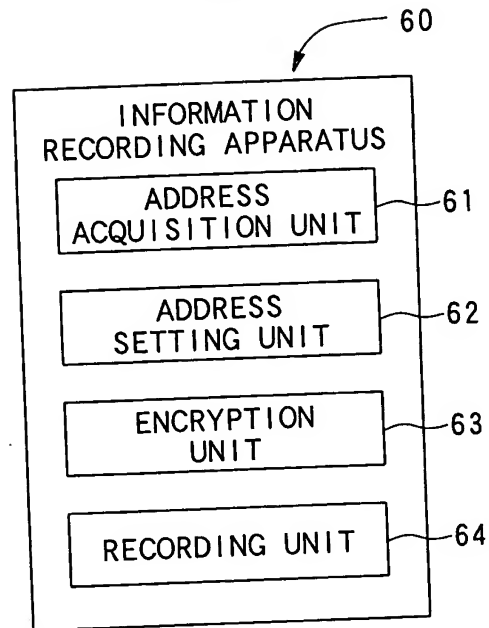 60
INFORMATION
RECORDING APPARATUS
ADDRESS
ACQUISITION UNIT
61
ADDRESS
SETTING UNIT
62
ENCRYPTION
UNIT
63
RECORDING UNIT
64